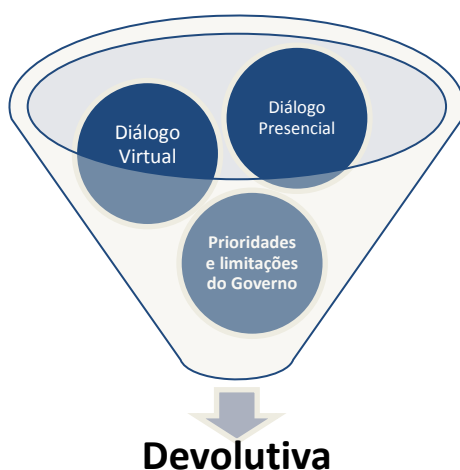 Diálogo
Virtual
Diálogo
Presencial
Prioridades
e limitações
do Governo
Devolutiva